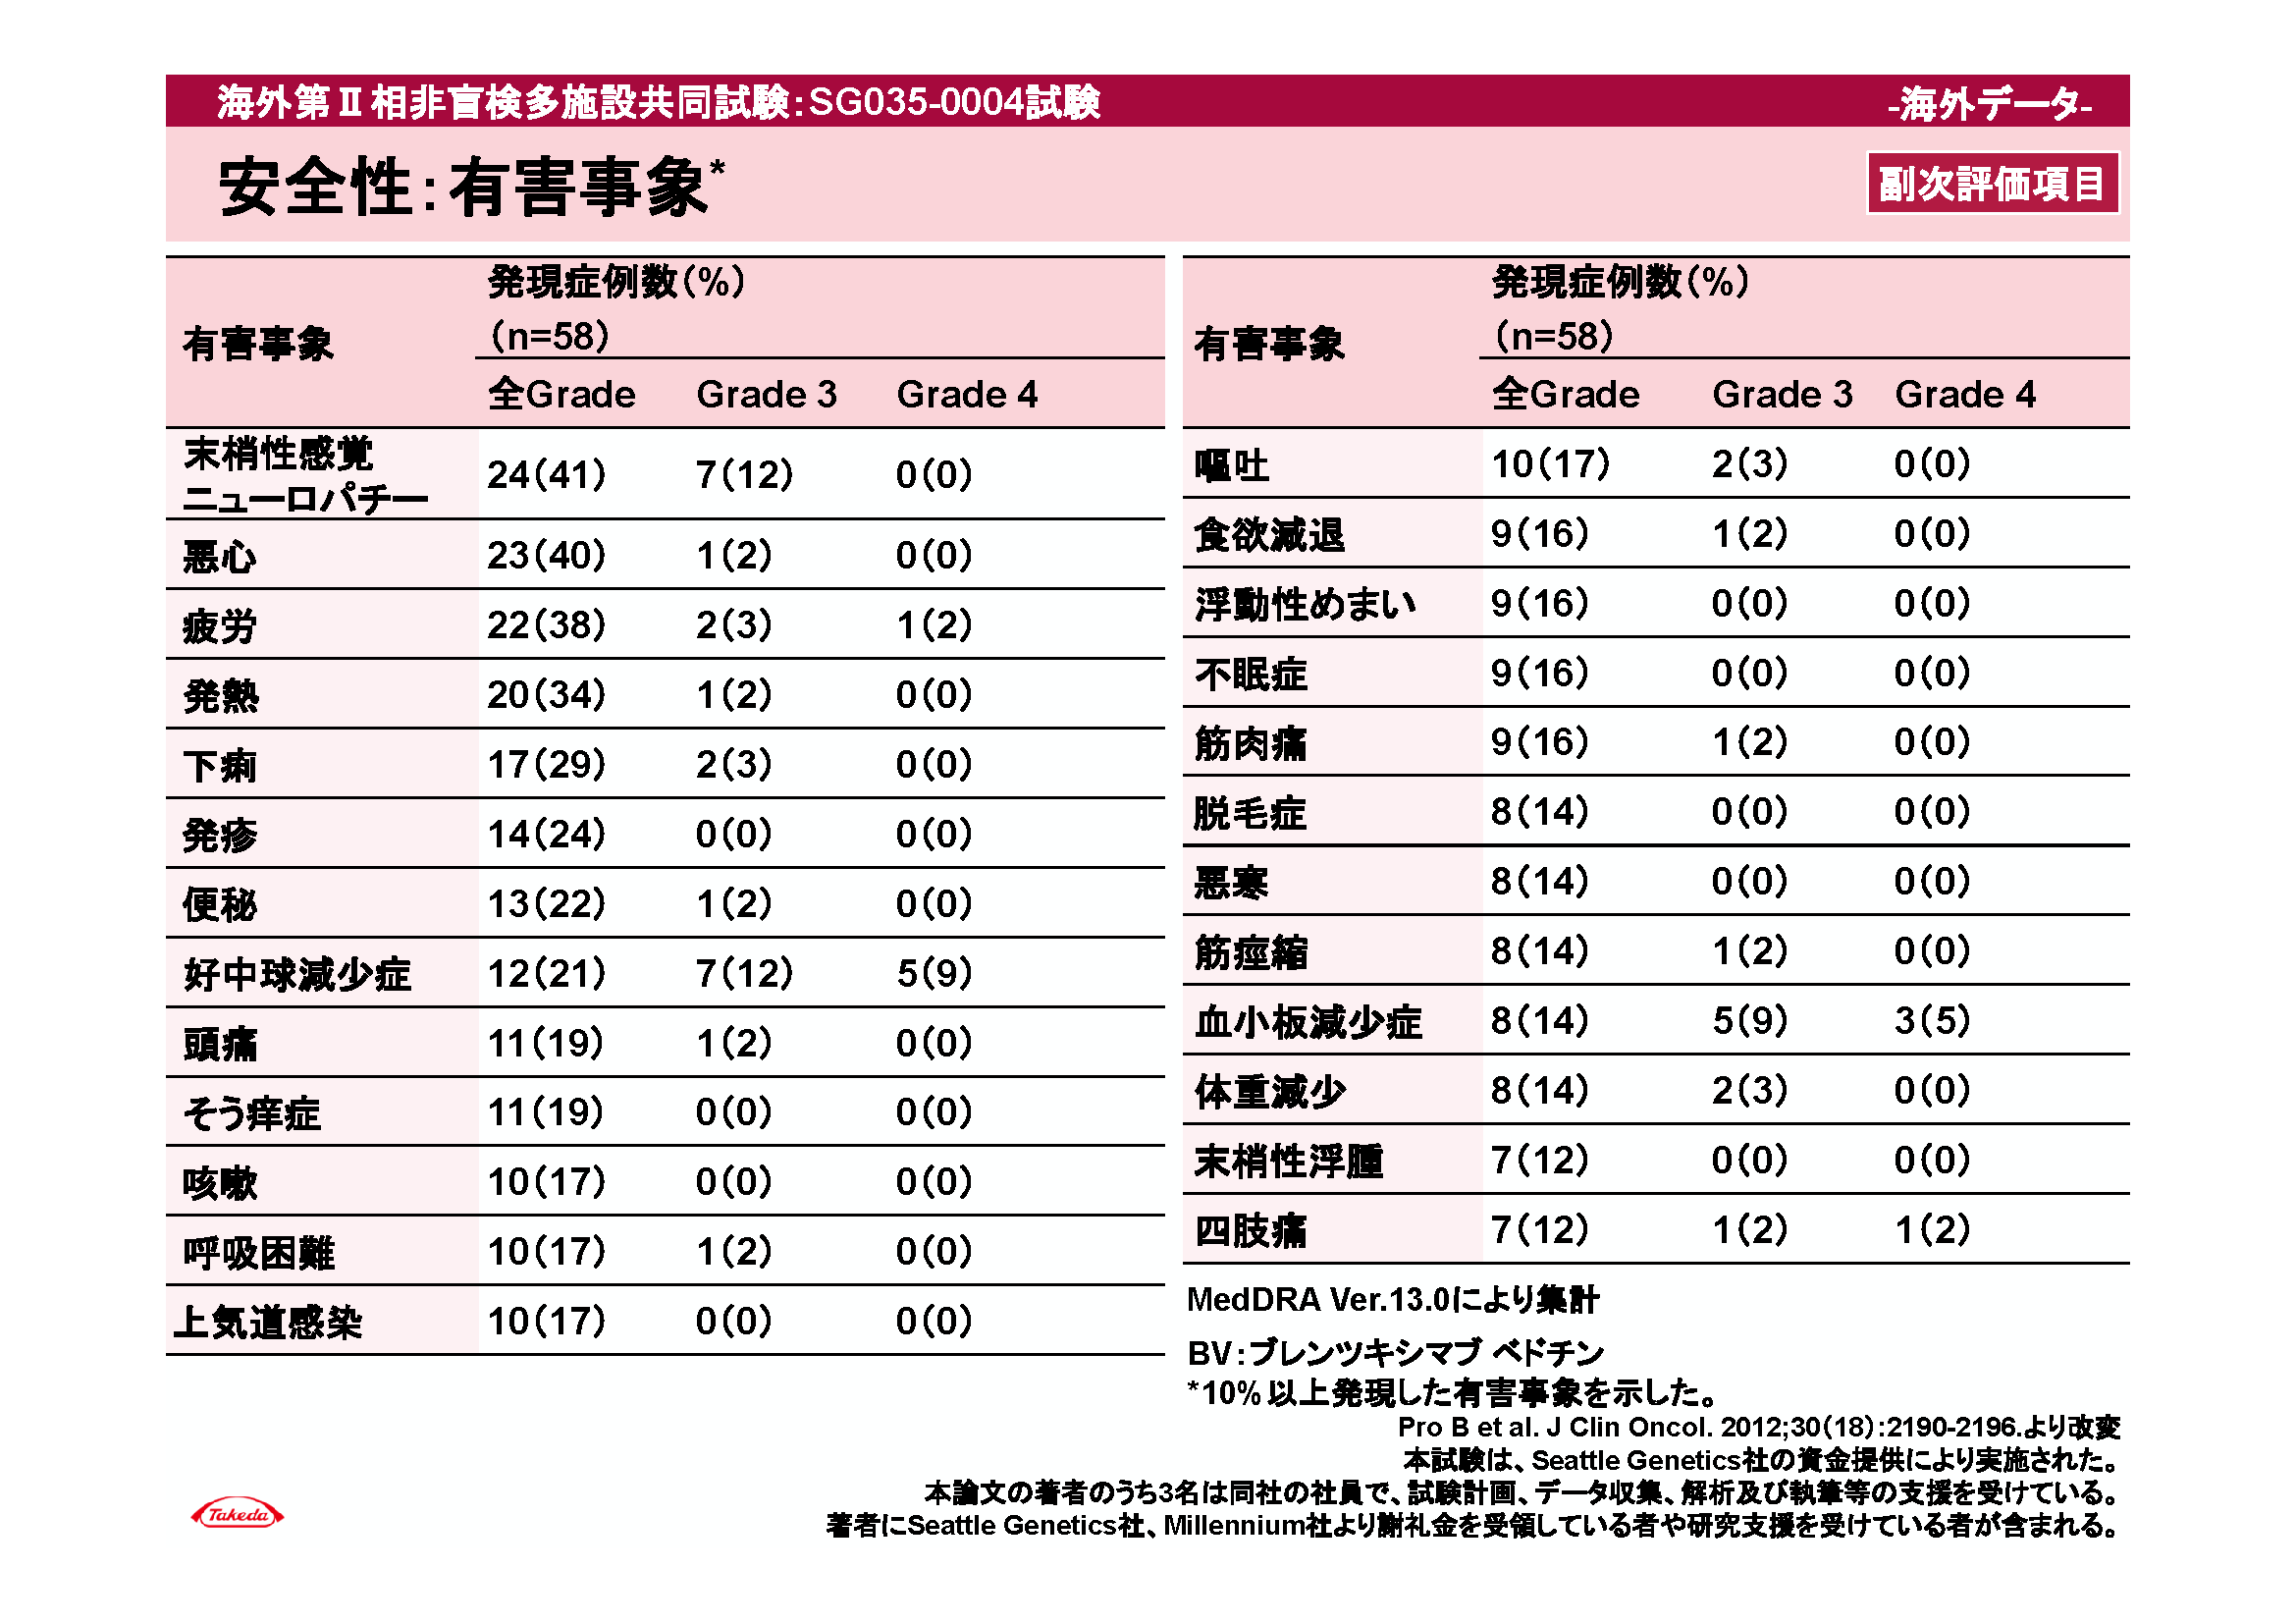 海外第Ⅱ相非盲検多施設共同試験：SG035-0004試験
-海外データ-
安全性：有害事象*
副次評価項目
有害事象
発現症例数（%）
（n=58）
全Grade Grade 3 Grade 4
末梢性感覚
ニューロパチー
24（41） 7（12） 0（0）
悪心 23（40） 1（2） 0（0）
疲労 22（38） 2（3） 1（2）
発熱 20（34） 1（2） 0（0）
下痢 17（29） 2（3） 0（0）
発疹 14（24） 0（0） 0（0）
便秘 13（22） 1（2） 0（0）
好中球減少症 12（21） 7（12） 5（9）
頭痛 11（19） 1（2） 0（0）
そう痒症 11（19） 0（0） 0（0）
咳嗽 10（17） 0（0） 0（0）
呼吸困難 10（17） 1（2） 0（0）
上気道感染 10（17） 0（0） 0（0）
有害事象
発現症例数（%）
（n=58）
全Grade Grade 3 Grade 4
嘔吐 10（17） 2（3） 0（0）
食欲減退 9（16） 1（2） 0（0）
浮動性めまい 9（16） 0（0） 0（0）
不眠症 9（16） 0（0） 0（0）
筋肉痛 9（16） 1（2） 0（0）
脱毛症 8（14） 0（0） 0（0）
悪寒 8（14） 0（0） 0（0）
筋痙縮 8（14） 1（2） 0（0）
血小板減少症 8（14） 5（9） 3（5）
体重減少 8（14） 2（3） 0（0）
末梢性浮腫 7（12） 0（0） 0（0）
四肢痛 7（12） 1（2） 1（2）
MedDRA Ver.13.0により集計
BV：ブレンツキシマブ ベドチン
*10%以上発現した有害事象を示した。
Pro B et al. J Clin Oncol. 2012;30（18）:2190-2196.より改変
本試験は、Seattle Genetics社の資金提供により実施された。
本論文の著者のうち3名は同社の社員で、試験計画、データ収集、解析及び執筆等の支援を受けている。
著者にSeattle Genetics社、Millennium社より謝礼金を受領している者や研究支援を受けている者が含まれる。
Takeda